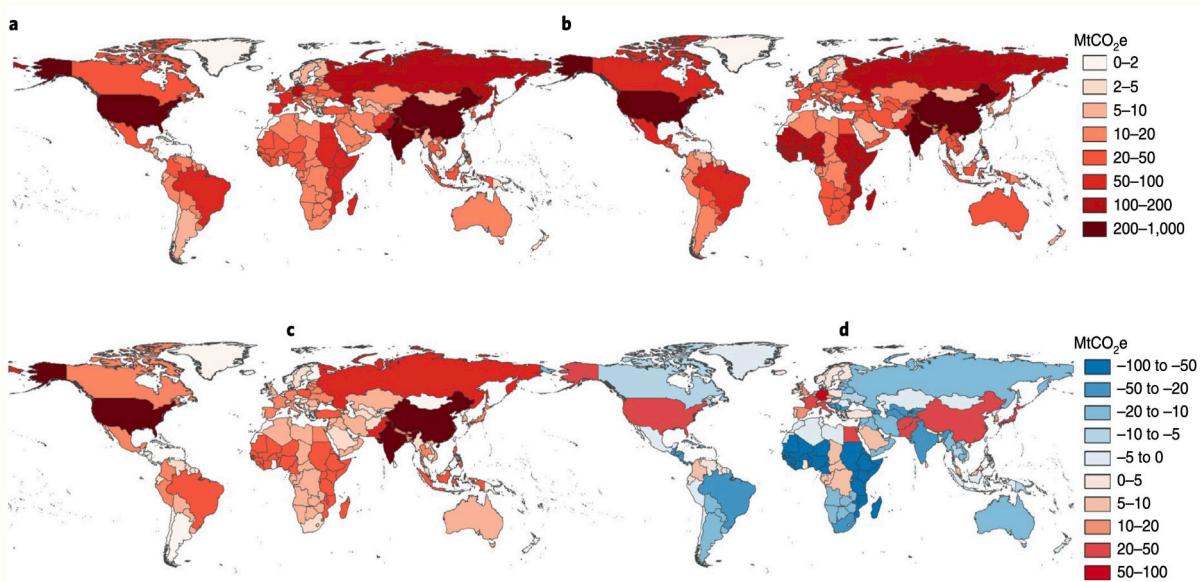 a
b
MtCO₂e
0–2
2–5
5–10
10–20
20–50
50–100
100–200
200–1,000
c
d
MtCO₂e
–100 to –50
–50 to –20
–20 to –10
–10 to –5
–5 to 0
0–5
5–10
10–20
20–50
50–100